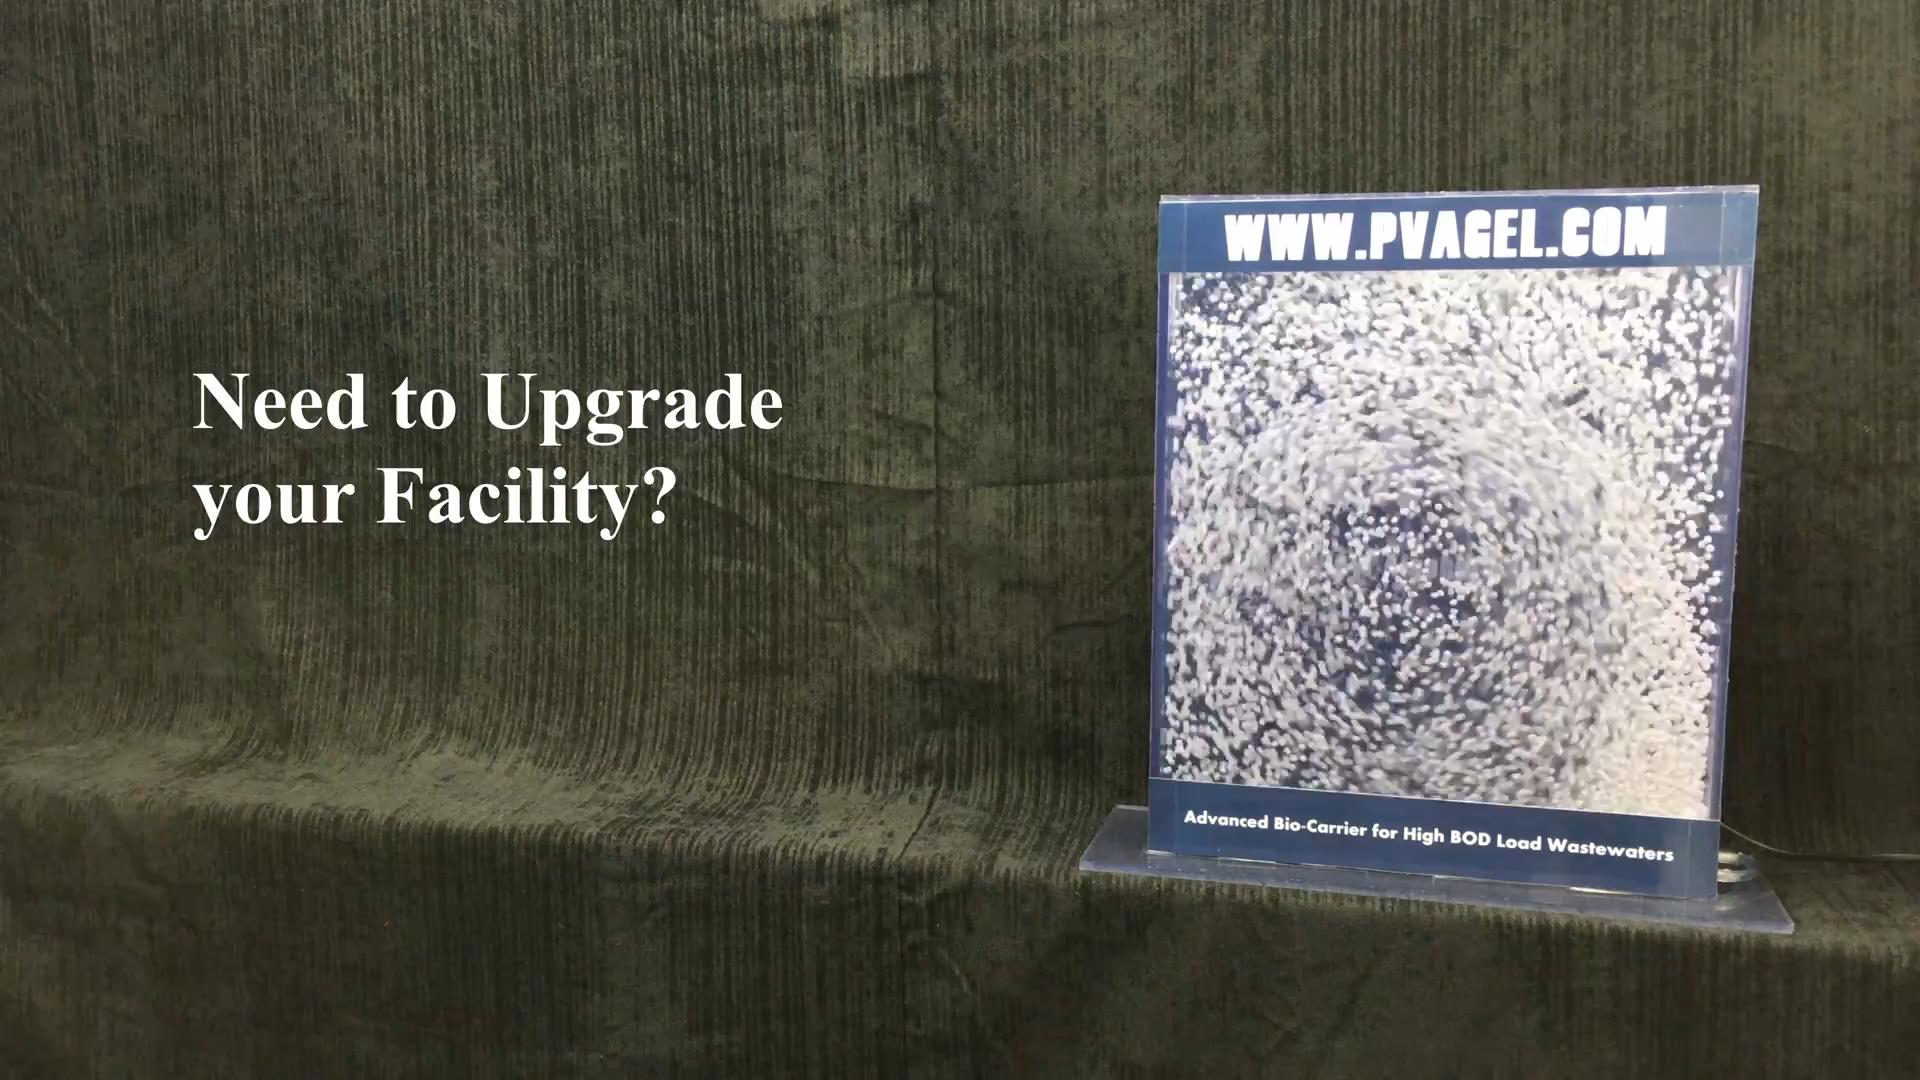 Need to Upgrade
your Facility?
WWW.PVAGEL.COM
Advanced Bio-Carrier for High BOD Load Wastewaters